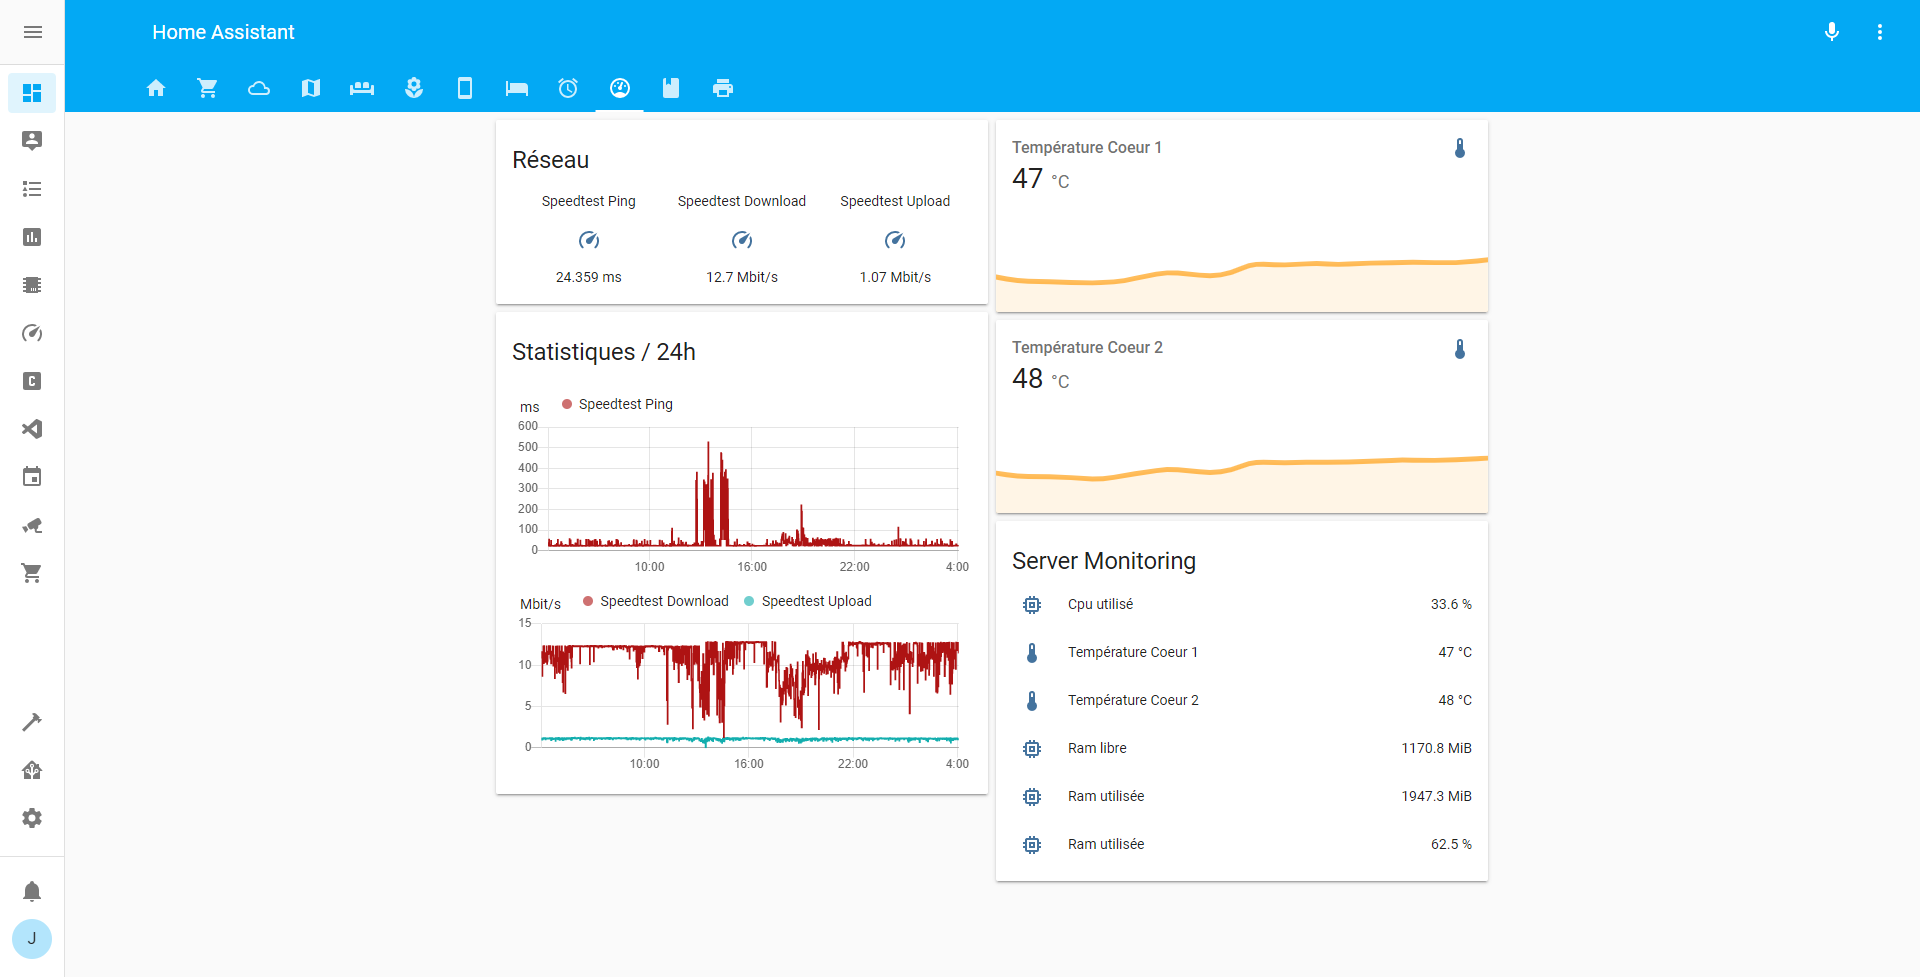 Home Assistant
Réseau
Speedtest Ping Speedtest Download Speedtest Upload
24.359 ms 12.7 Mbit/s 1.07 Mbit/s
Statistiques / 24h
ms Speedtest Ping
600
500
400
300
200
100
0
10:00 16:00 22:00 4:00
Mbit/s Speedtest Download Speedtest Upload
15
10
5
0
10:00 16:00 22:00 4:00
Température Coeur 1
47 °C
Température Coeur 2
48 °C
Server Monitoring
Cpu utilisé 33.6 %
Température Coeur 1 47 °C
Température Coeur 2 48 °C
Ram libre 1170.8 MiB
Ram utilisée 1947.3 MiB
Ram utilisée 62.5 %
C
J